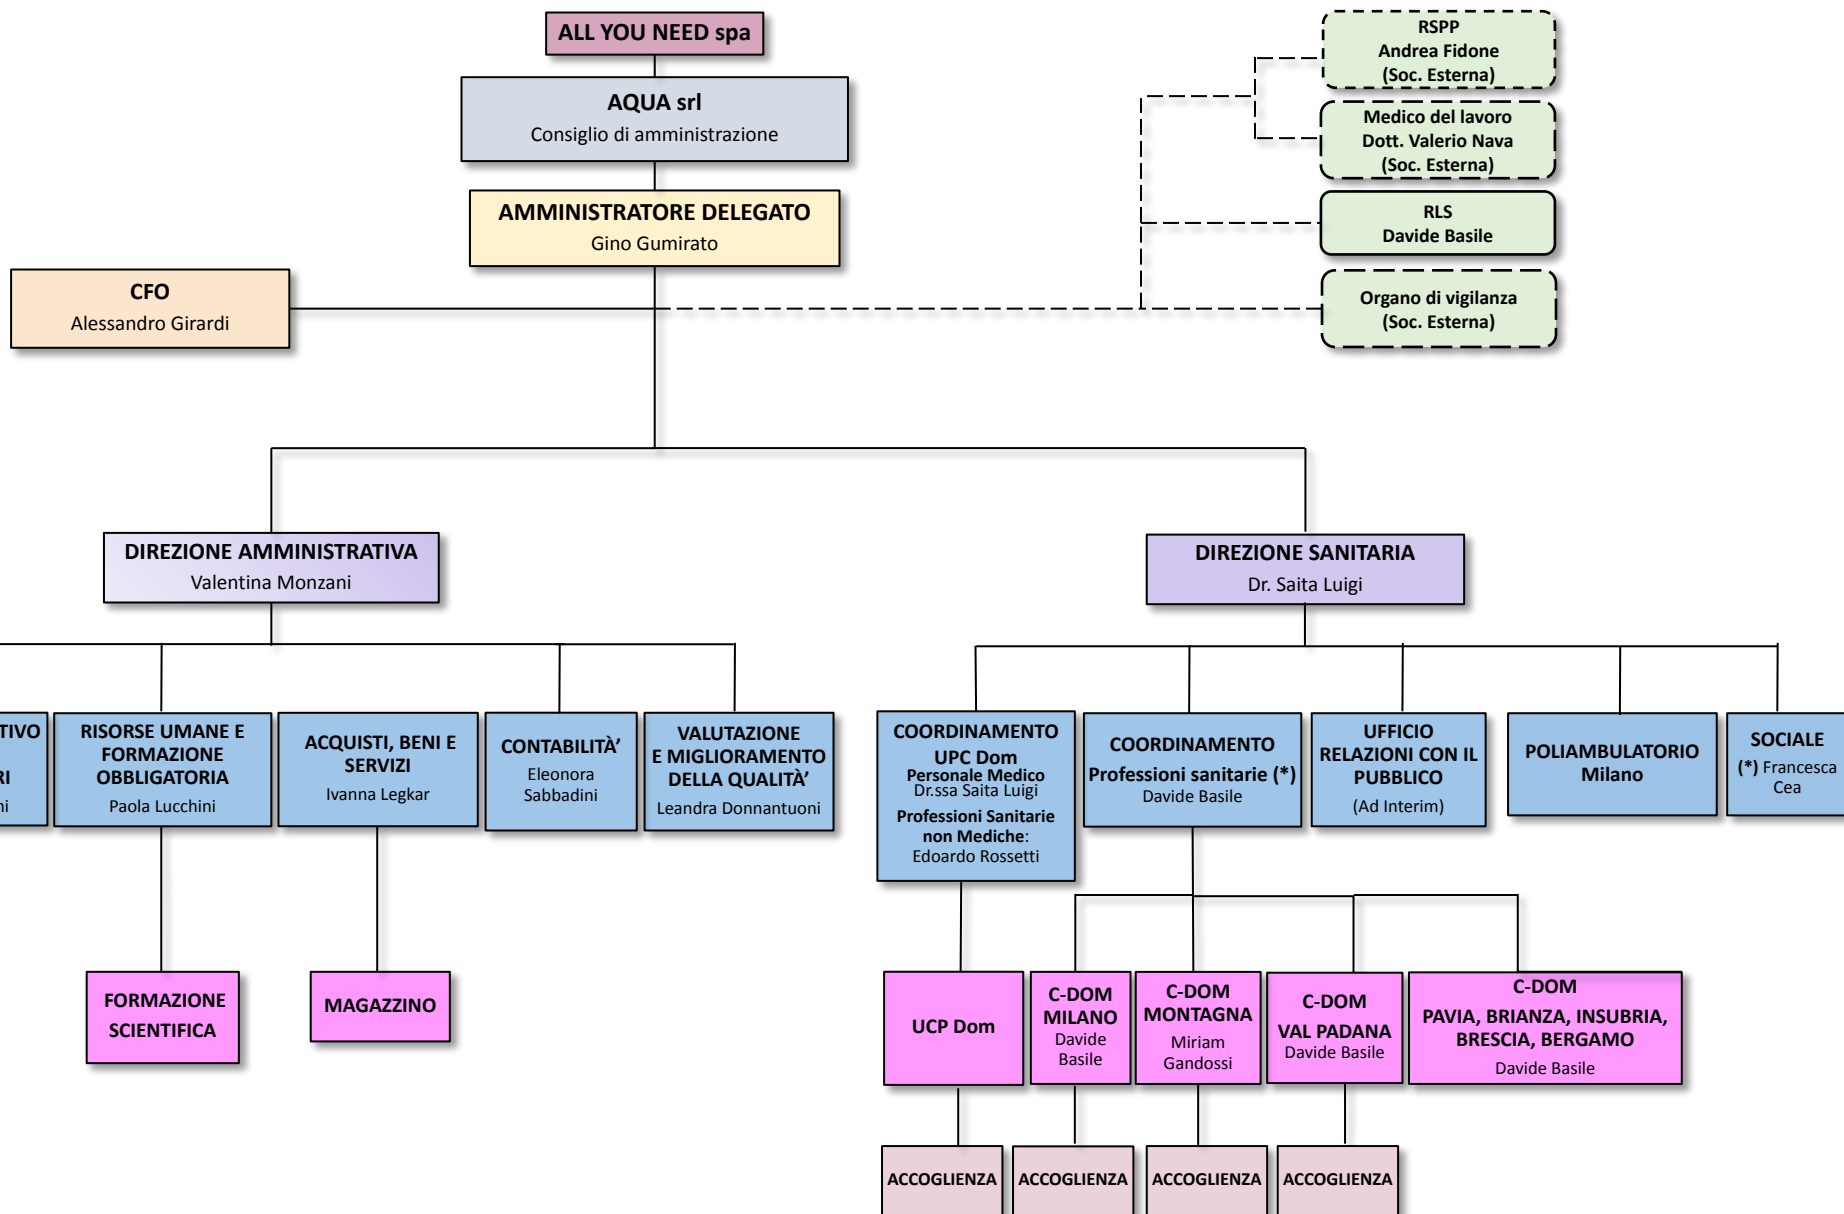 ALL YOU NEED spa
AQUA srl
Consiglio di amministrazione
AMMINISTRATORE DELEGATO
Gino Gumirato
CFO
Alessandro Girardi
RSPP
Andrea Fidone
(Soc. Esterna)
Medico del lavoro
Dott. Valerio Nava
(Soc. Esterna)
RLS
Davide Basile
Organo di vigilanza
(Soc. Esterna)
DIREZIONE AMMINISTRATIVA
Valentina Monzani
DIREZIONE SANITARIA
Dr. Saita Luigi
TIVO
RI
ni
RISORSE UMANE E
FORMAZIONE
OBBLIGATORIA
Paola Lucchini
ACQUISTI, BENI E
SERVIZI
Ivanna Legkar
CONTABILITÀ’
Eleonora
Sabbadini
VALUTAZIONE
E MIGLIORAMENTO
DELLA QUALITÀ’
Leandra Donnantuoni
COORDINAMENTO
UPC Dom
Personale Medico
Dr.ssa Saita Luigi
Professioni Sanitarie
non Mediche:
Edoardo Rossetti
COORDINAMENTO
Professioni sanitarie (*)
Davide Basile
UFFICIO
RELAZIONI CON IL
PUBBLICO
(Ad Interim)
POLIAMBULATORIO
Milano
SOCIALE
(*) Francesca
Cea
FORMAZIONE
SCIENTIFICA
MAGAZZINO
UCP Dom
C-DOM
MILANO
Davide
Basile
C-DOM
MONTAGNA
Miriam
Gandossi
C-DOM
VAL PADANA
Davide Basile
C-DOM
PAVIA, BRIANZA, INSUBRIA,
BRESCIA, BERGAMO
Davide Basile
ACCOGLIENZA
ACCOGLIENZA
ACCOGLIENZA
ACCOGLIENZA